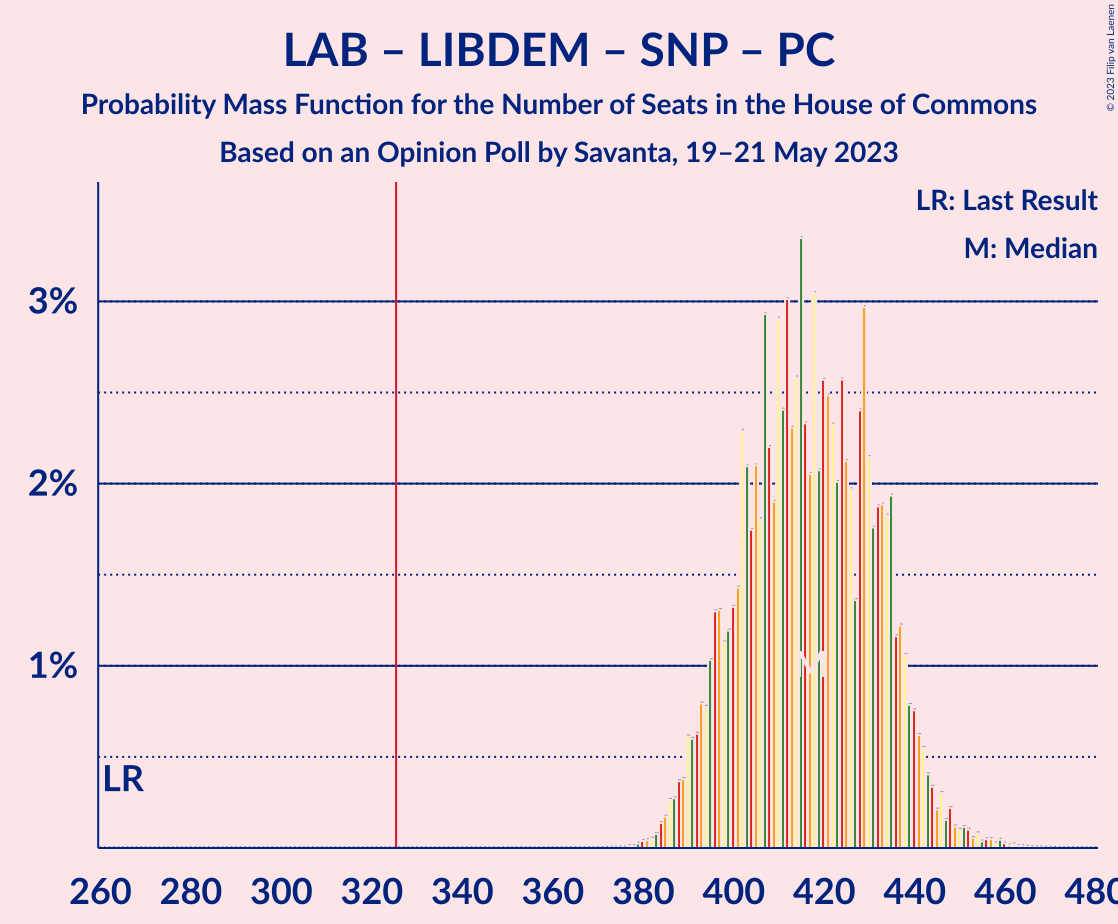 LAB – LIBDEM – SNP – PC
Probability Mass Function for the Number of Seats in the House of Commons
Based on an Opinion Poll by Savanta, 19–21 May 2023
© 2023 Filip van Laenen
LR: Last Result
M: Median
3%
2%
1%
M
LR
260 280 300 320 340 360 380 400 420 440 460 480